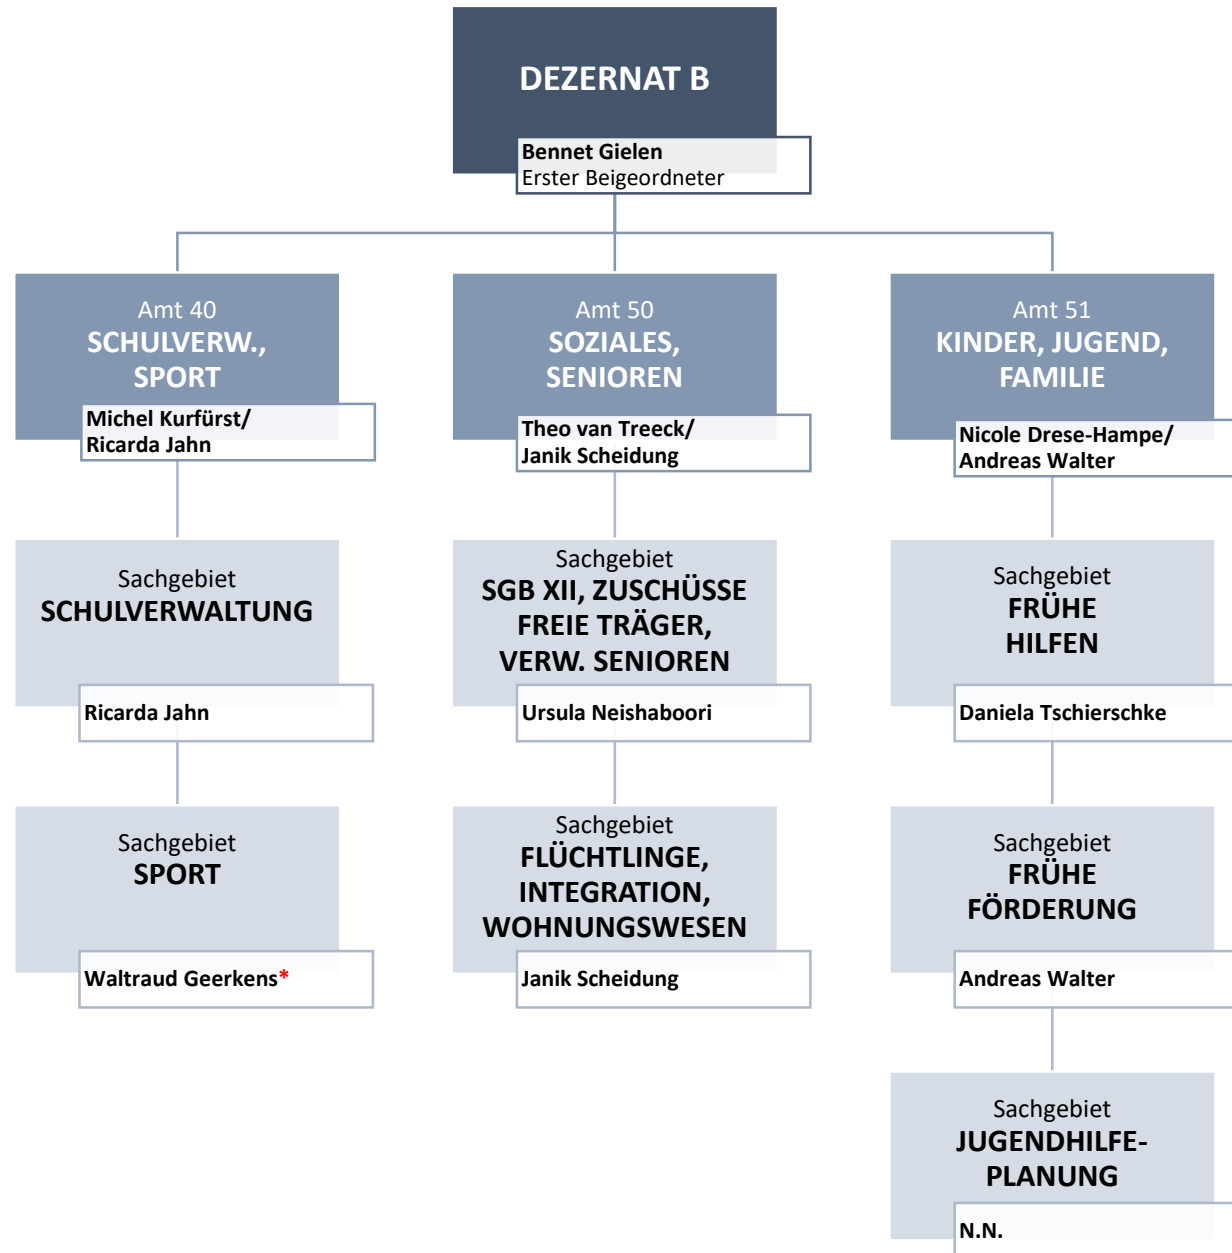 DEZERNAT B
Bennet Gielen
Erster Beigeordneter
Amt 40
SCHULVERW.,
SPORT
Michel Kurfürst/
Ricarda Jahn
Sachgebiet
SCHULVERWALTUNG
Ricarda Jahn
Sachgebiet
SPORT
Waltraud Geerkens*
Amt 50
SOZIALES,
SENIOREN
Theo van Treeck/
Janik Scheidung
Sachgebiet
SGB XII, ZUSCHÜSSE
FREIE TRÄGER,
VERW. SENIOREN
Ursula Neishaboori
Sachgebiet
FLÜCHTLINGE,
INTEGRATION,
WOHNUNGSWESEN
Janik Scheidung
Amt 51
KINDER, JUGEND,
FAMILIE
Nicole Drese-Hampe/
Andreas Walter
Sachgebiet
FRÜHE
HILFEN
Daniela Tschierschke
Sachgebiet
FRÜHE
FÖRDERUNG
Andreas Walter
Sachgebiet
JUGENDHILFE-
PLANUNG
N.N.